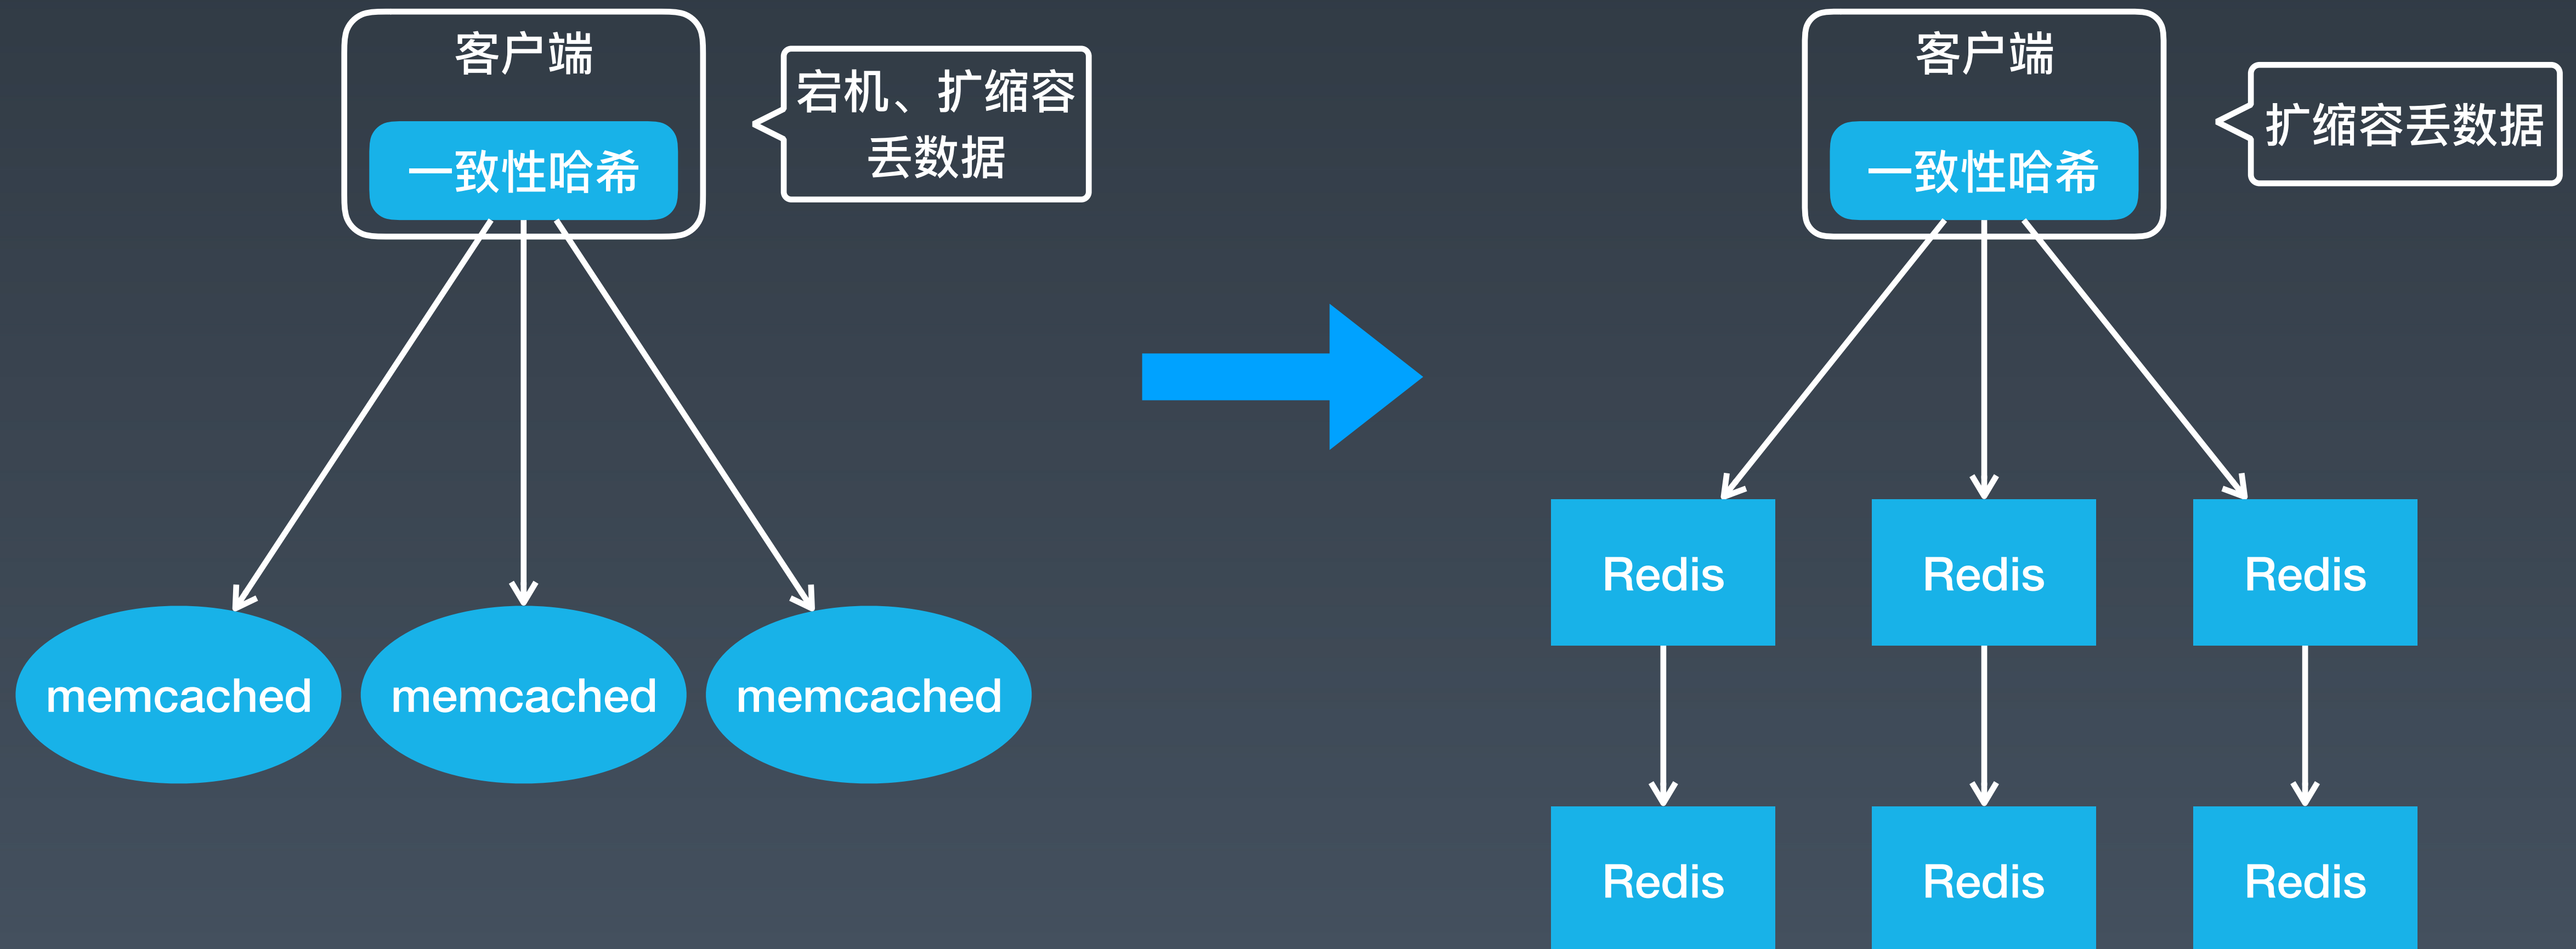 客户端
一致性哈希
宕机、扩缩容
丢数据
memcached
memcached
memcached
客户端
一致性哈希
扩缩容丢数据
Redis
Redis
Redis
Redis
Redis
Redis